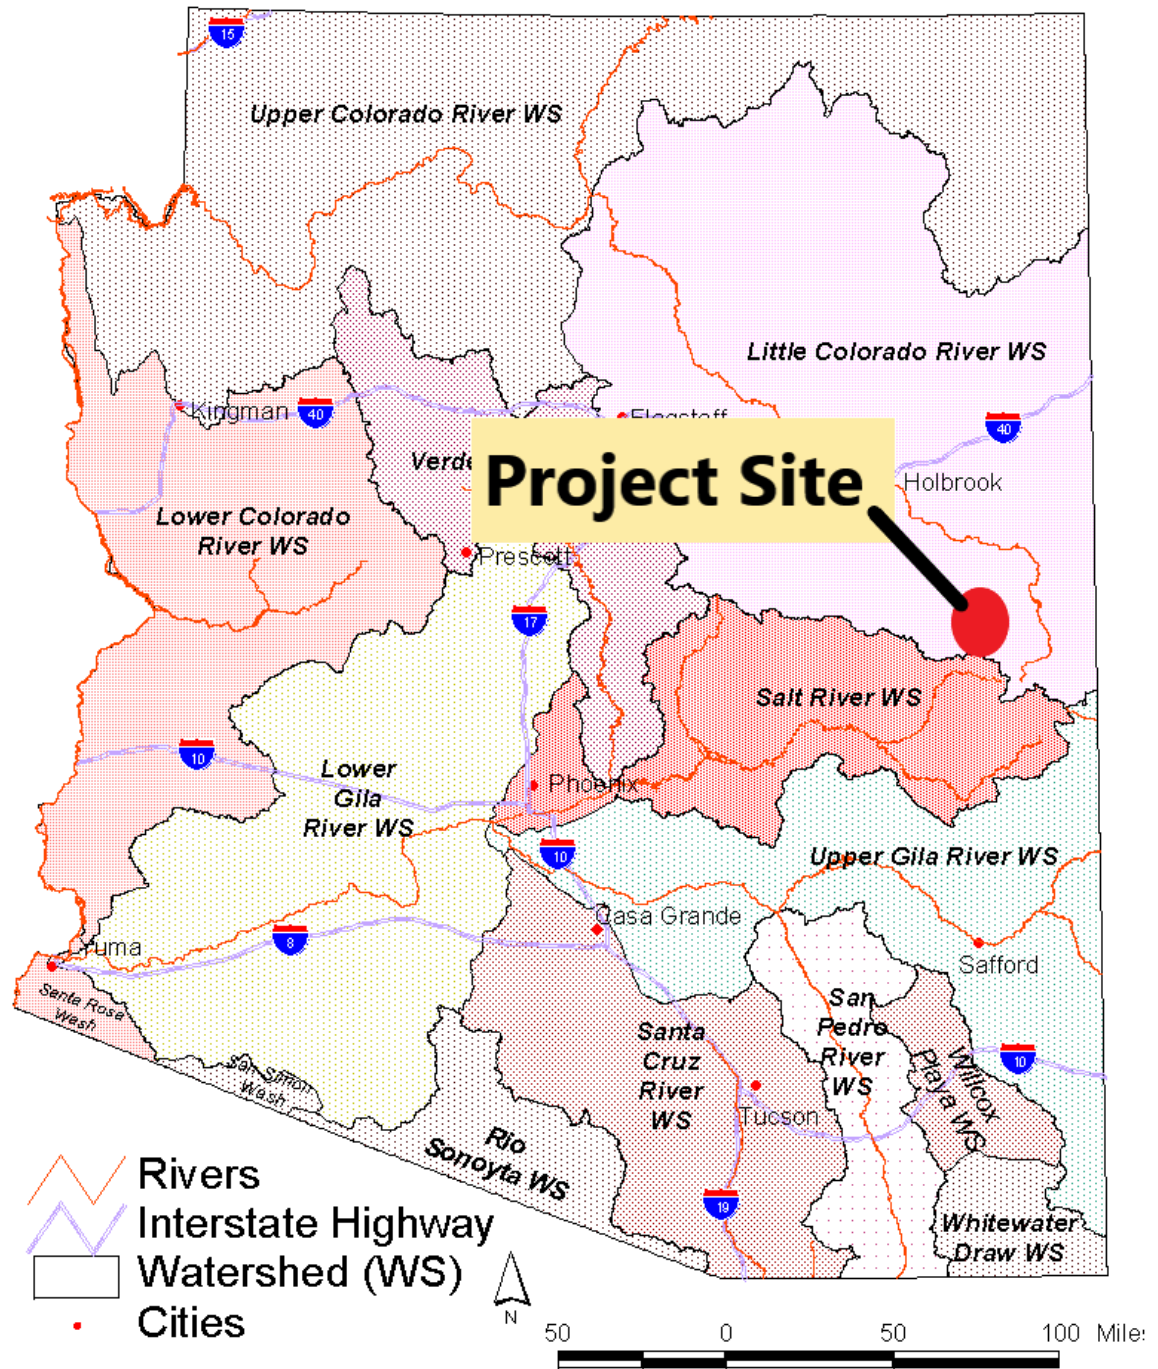 15
Upper Colorado River WS
Little Colorado River WS
Kingman
40
Flagstaff
40
Verde
Project Site
Holbrook
Lower Colorado
River WS
Prescott
17
Salt River WS
10
Lower
Gila
River WS
Phoenix
10
Upper Gila River WS
Casa Grande
8
Yuma
Safford
Santa Rosa
Wash
San
Pedro
River
WS
Santa
Cruz
River
WS
Willcox
Playa WS
10
San Simon
Wash
Tucson
Rio
Sonoyta WS
19
Whitewater
Draw WS
Rivers
Interstate Highway
Watershed (WS)
Cities
N
50 0 50 100 Miles